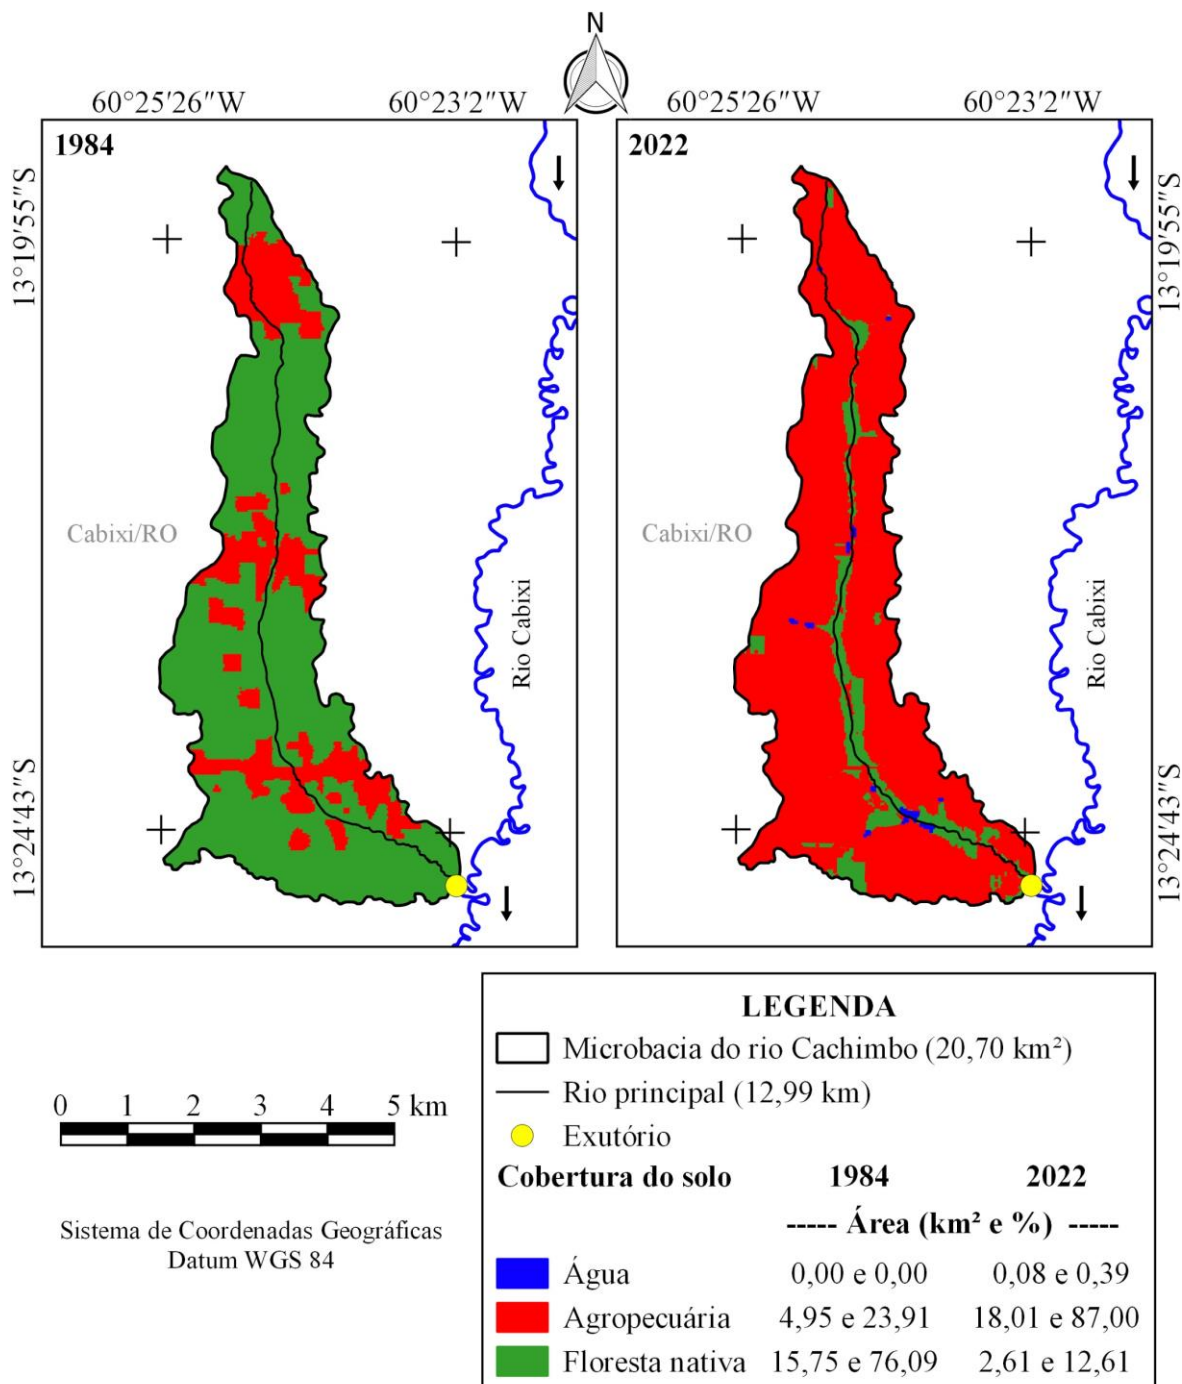 N
60°25'26"W 60°23'2"W 60°25'26"W 60°23'2"W
1984
2022
13°19'55"S
13°19'55"S
Cabixi/RO
Cabixi/RO
Rio Cabixi
Rio Cabixi
13°24'43"S
13°24'43"S
LEGENDA
Microbacia do rio Cachimbo (20,70 km²)
Rio principal (12,99 km)
Exutório
Cobertura do solo 1984 2022
----- Área (km² e %) -----
Água 0,00 e 0,00 0,08 e 0,39
Agropecuária 4,95 e 23,91 18,01 e 87,00
Floresta nativa 15,75 e 76,09 2,61 e 12,61
0 1 2 3 4 5 km
Sistema de Coordenadas Geográficas
Datum WGS 84